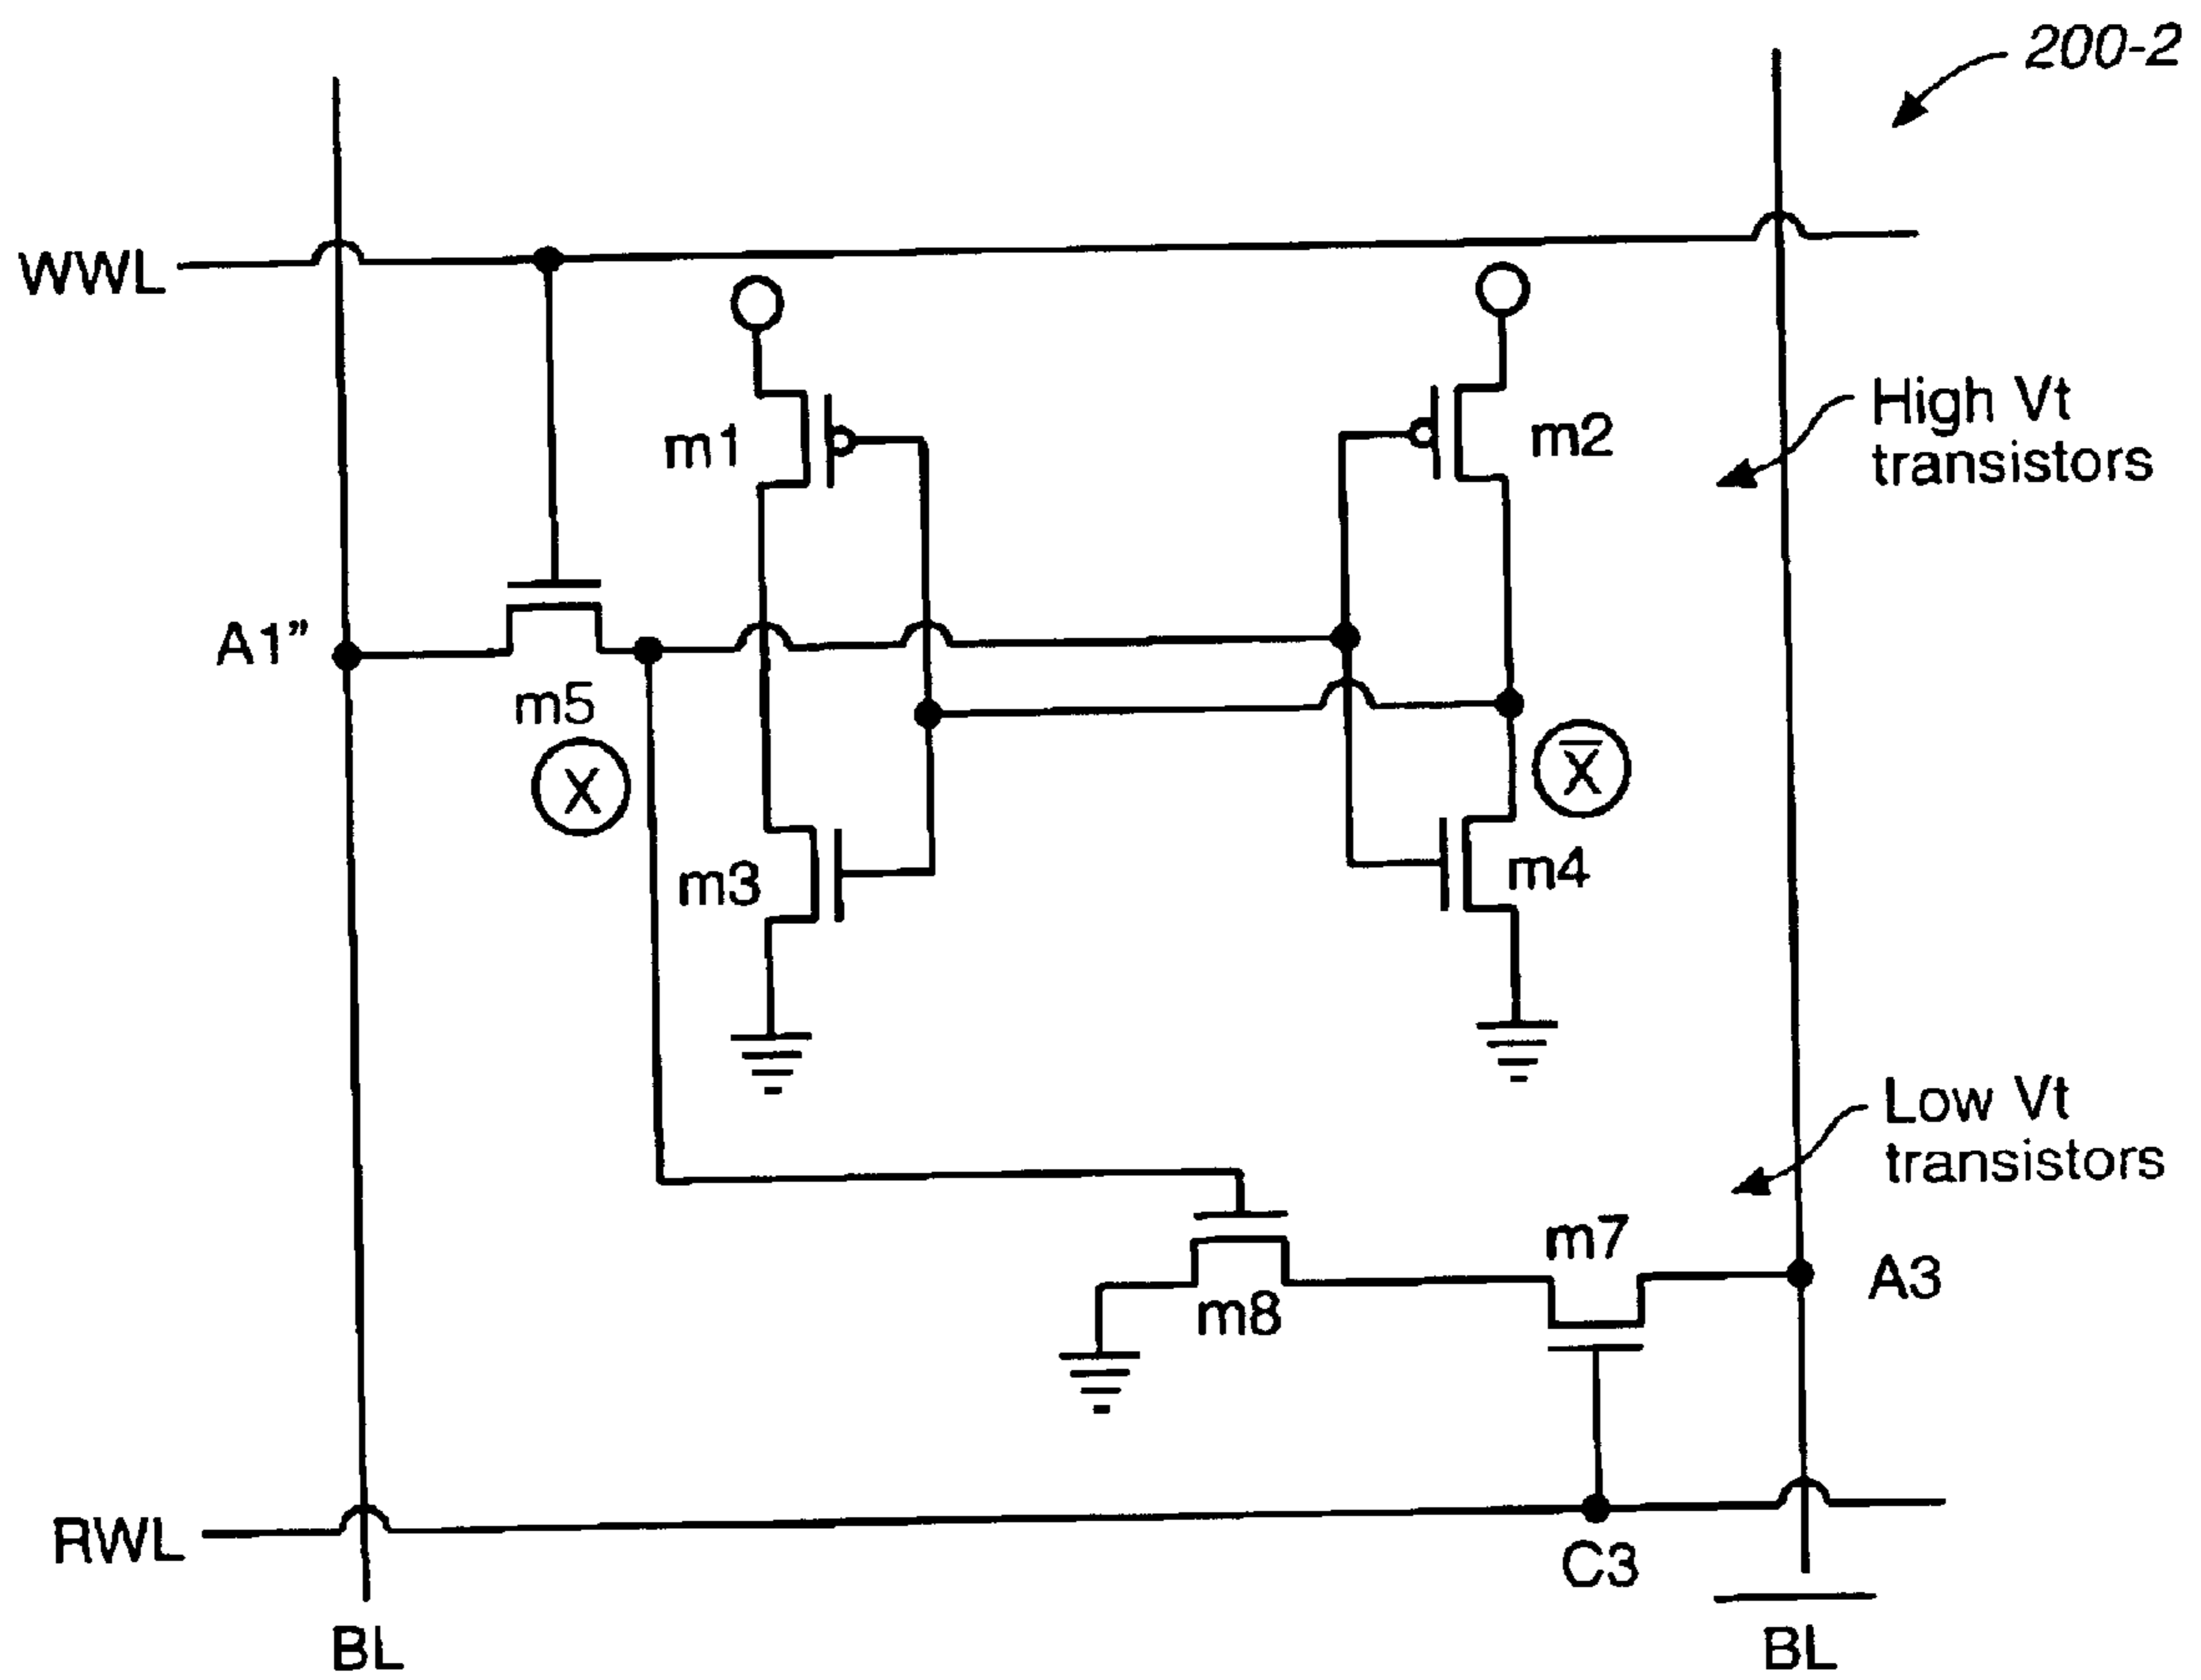 200-2
WWL
High Vt
transistors
m1
m2
A1”
m5
X
X̅
m3
m4
Low Vt
transistors
m7
A3
m8
RWL
C3
BL
B̅L̅